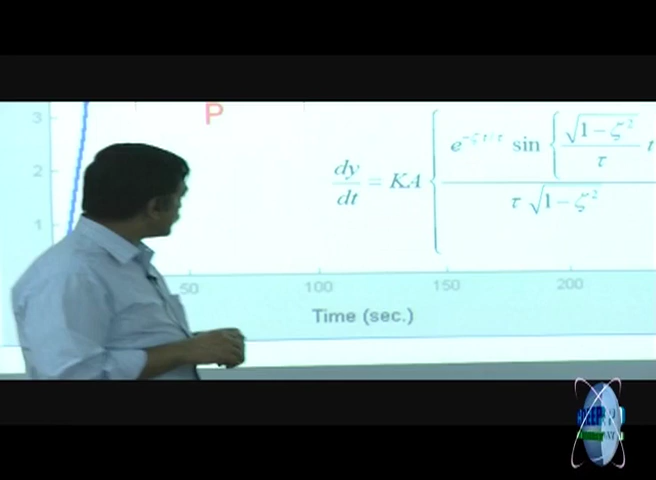 3
P
2
1
dy/dt = KA { e^{-ζt/τ} sin { √(1-ζ²)/τ t
τ √(1-ζ²)
50 100 150 200
Time (sec.)